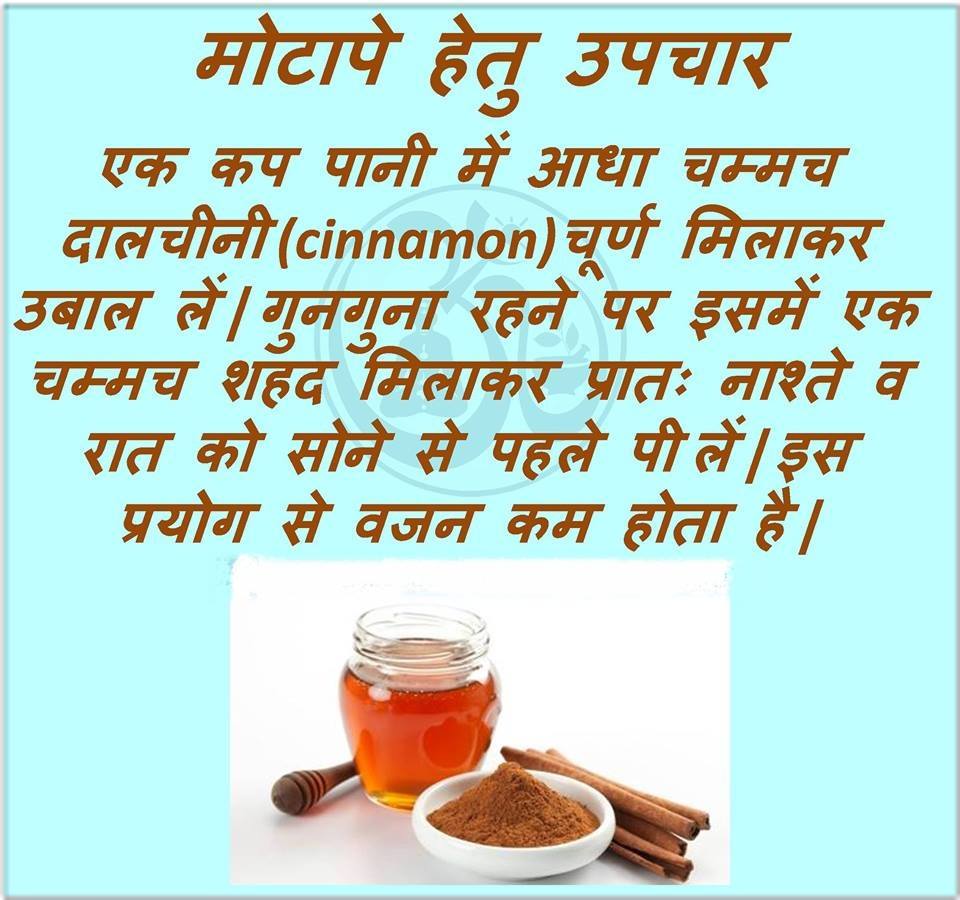 मोटापे हेतु उपचार
एक कप पानी में आधा चम्मच
दालचीनी(cinnamon)चूर्ण मिलाकर
उबाल लें|गुनगुना रहने पर इसमें एक
चम्मच शहद मिलाकर प्रातः नाश्ते व
रात को सोने से पहले पी लें|इस
प्रयोग से वजन कम होता है|